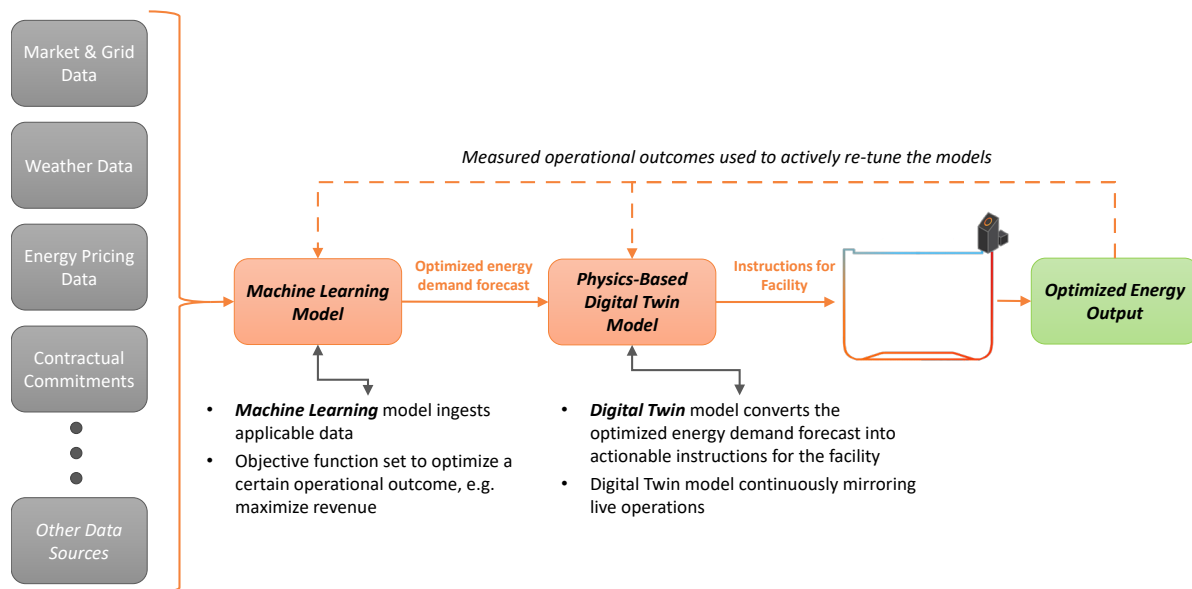 Market & Grid
Data
Weather Data
Energy Pricing
Data
Contractual
Commitments
Other Data
Sources
Measured operational outcomes used to actively re-tune the models
Machine Learning
Model
Optimized energy
demand forecast
Physics-Based
Digital Twin
Model
Instructions for
Facility
Optimized Energy
Output
• Machine Learning model ingests
applicable data
• Objective function set to optimize a
certain operational outcome, e.g.
maximize revenue
• Digital Twin model converts the
optimized energy demand forecast into
actionable instructions for the facility
• Digital Twin model continuously mirroring
live operations